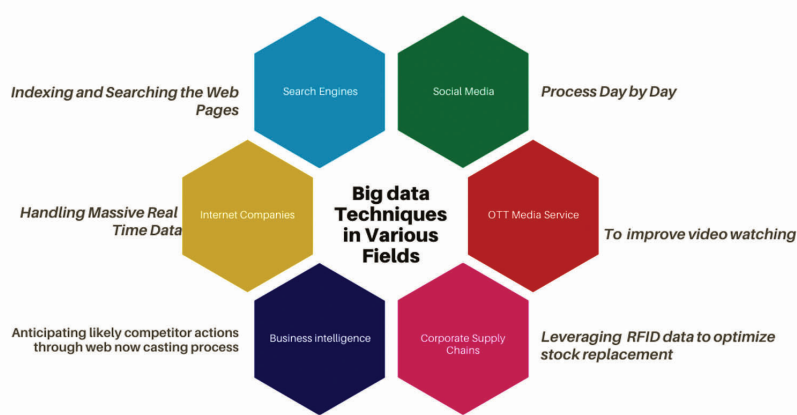 Indexing and Searching the Web
Pages
Search Engines
Social Media
Process Day by Day
Handling Massive Real
Time Data
Internet Companies
Big data
Techniques
in Various
Fields
OTT Media Service
To improve video watching
Anticipating likely competitor actions
through web now casting process
Business intelligence
Corporate Supply
Chains
Leveraging RFID data to optimize
stock replacement